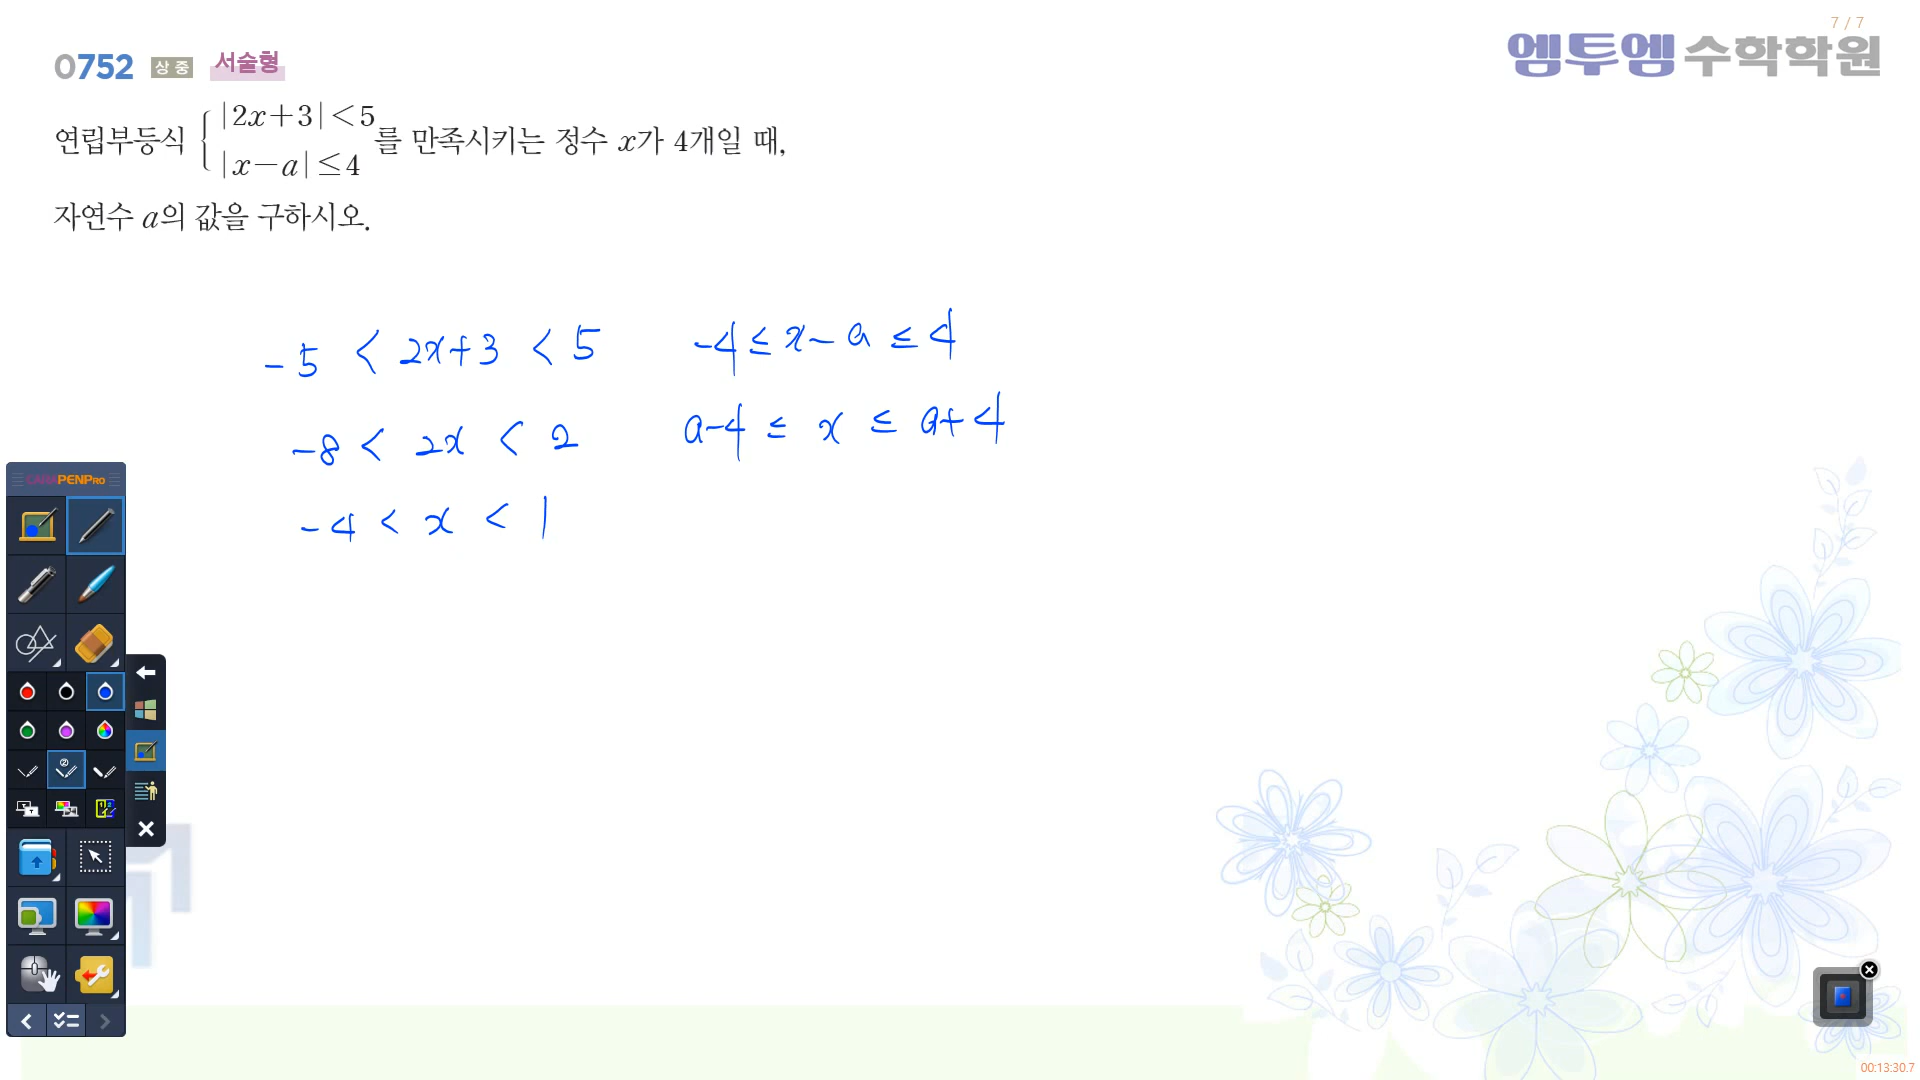 7 / 7
엠투엠 수학학원
0752 상 중 서술형
연립부등식 { |2x+3|<5 를 만족시키는 정수 x가 4개일 때,
|x-a|≤4
자연수 a의 값을 구하시오.
-5 < 2x+3 < 5
-4 ≤ x-a ≤ 4
-8 < 2x < 2
a-4 ≤ x ≤ a+4
-4 < x < 1
PENPRO
00:13:30.7